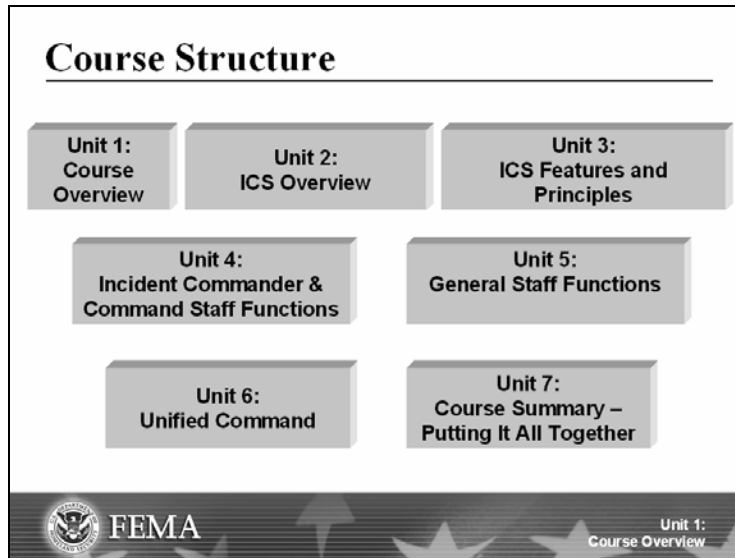 Course Structure
Unit 1:
Course
Overview
Unit 2:
ICS Overview
Unit 3:
ICS Features and
Principles
Unit 4:
Incident Commander &
Command Staff Functions
Unit 5:
General Staff Functions
Unit 6:
Unified Command
Unit 7:
Course Summary –
Putting It All Together
FEMA
Unit 1:
Course Overview